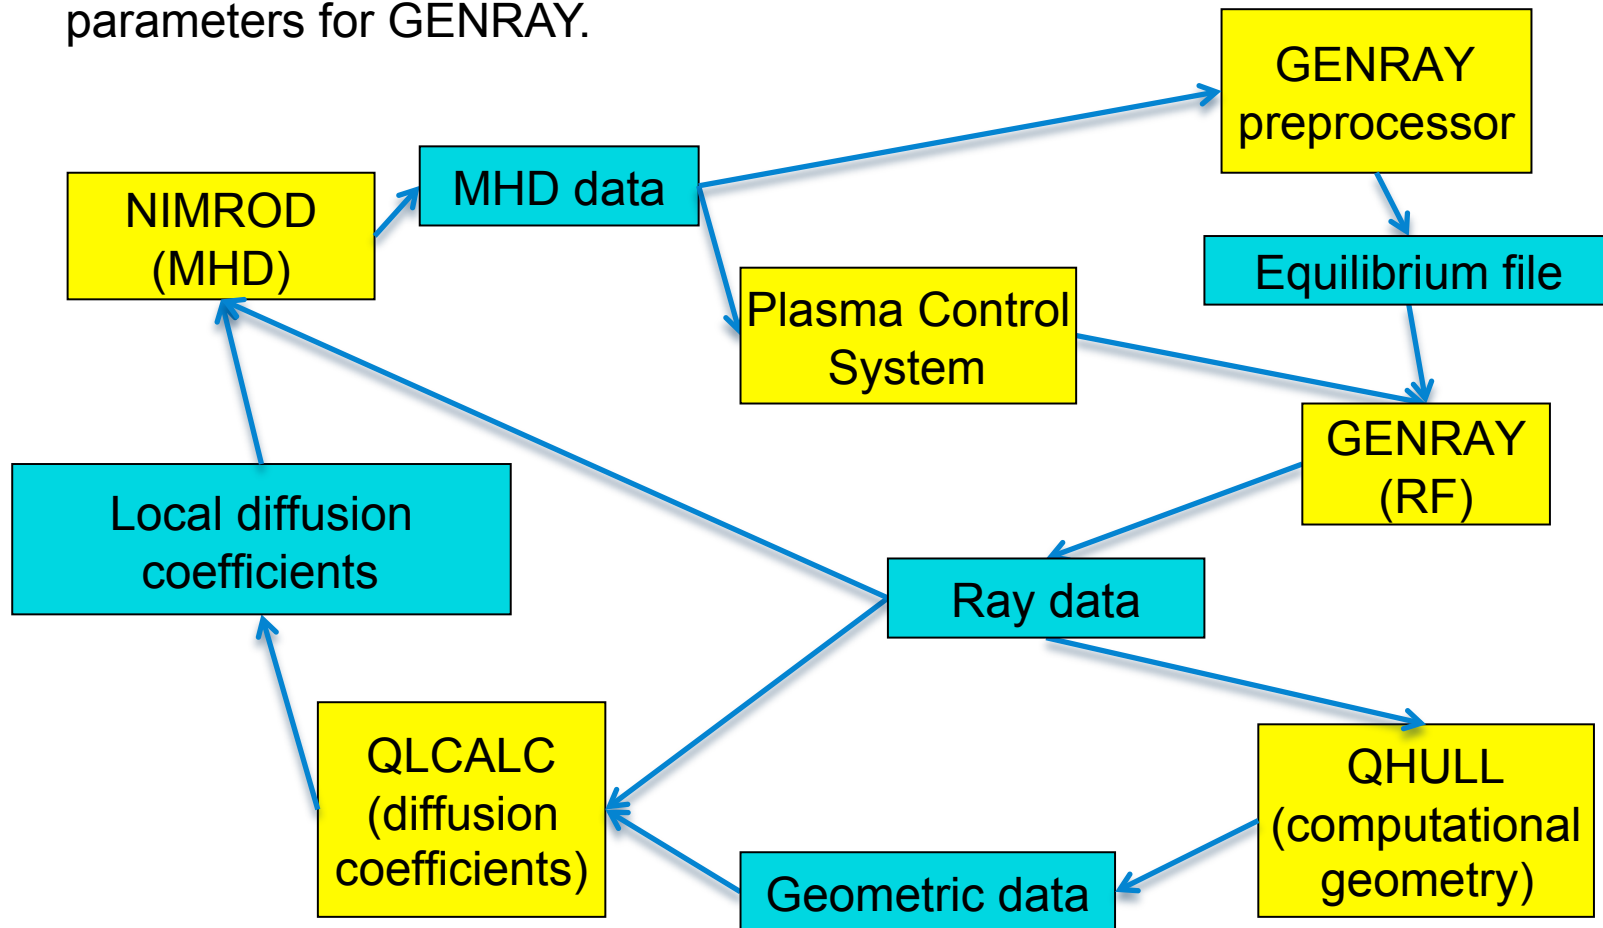 parameters for GENRAY.
GENRAY
preprocessor
MHD data
NIMROD
(MHD)
Equilibrium file
Plasma Control
System
GENRAY
(RF)
Local diffusion
coefficients
Ray data
QLCALC
(diffusion
coefficients)
QHULL
(computational
geometry)
Geometric data